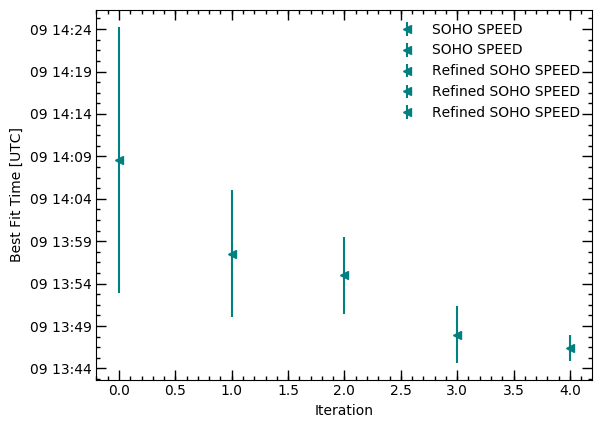 SOHO SPEED
SOHO SPEED
Refined SOHO SPEED
Refined SOHO SPEED
Refined SOHO SPEED
Best Fit Time [UTC]
09 14:24
09 14:19
09 14:14
09 14:09
09 14:04
09 13:59
09 13:54
09 13:49
09 13:44
0.0 0.5 1.0 1.5 2.0 2.5 3.0 3.5 4.0
Iteration